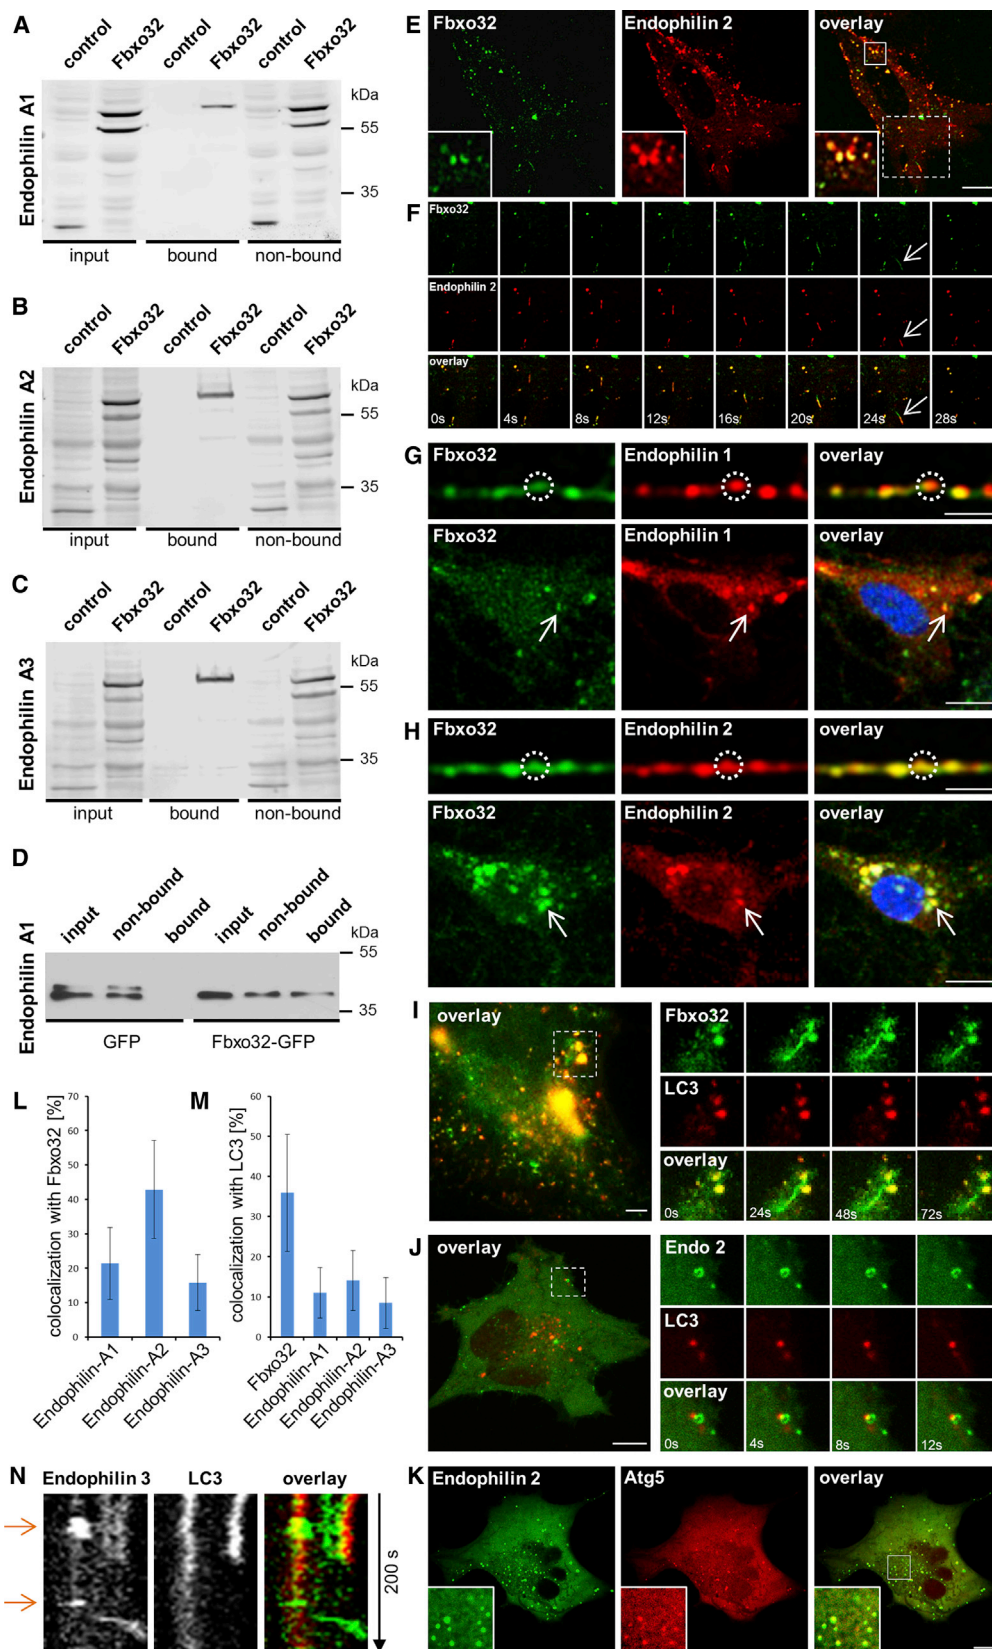 A
control
Fbxo32
control
Fbxo32
control
Fbxo32
kDa
55
35
Endophilin A1
input
bound
non-bound
B
control
Fbxo32
control
Fbxo32
control
Fbxo32
kDa
55
35
Endophilin A2
input
bound
non-bound
C
control
Fbxo32
control
Fbxo32
control
Fbxo32
kDa
55
35
Endophilin A3
input
bound
non-bound
D
input
non-bound
bound
input
non-bound
bound
kDa
55
35
Endophilin A1
GFP
Fbxo32-GFP
L
colocalization with Fbxo32 [%]
70
60
50
40
30
20
10
0
Endophilin-A1
Endophilin-A2
Endophilin-A3
M
colocalization with LC3 [%]
60
50
40
30
20
10
0
Fbxo32
Endophilin-A1
Endophilin-A2
Endophilin-A3
N
Endophilin 3
LC3
overlay
200 s
E
Fbxo32
Endophilin 2
overlay
F
Fbxo32
Endophilin 2
overlay
0s
4s
8s
12s
16s
20s
24s
28s
G
Fbxo32
Endophilin 1
overlay
Fbxo32
Endophilin 1
overlay
H
Fbxo32
Endophilin 2
overlay
Fbxo32
Endophilin 2
overlay
I
overlay
Fbxo32
LC3
overlay
0s
24s
48s
72s
J
overlay
Endo 2
LC3
overlay
0s
4s
8s
12s
K
Endophilin 2
Atg5
overlay